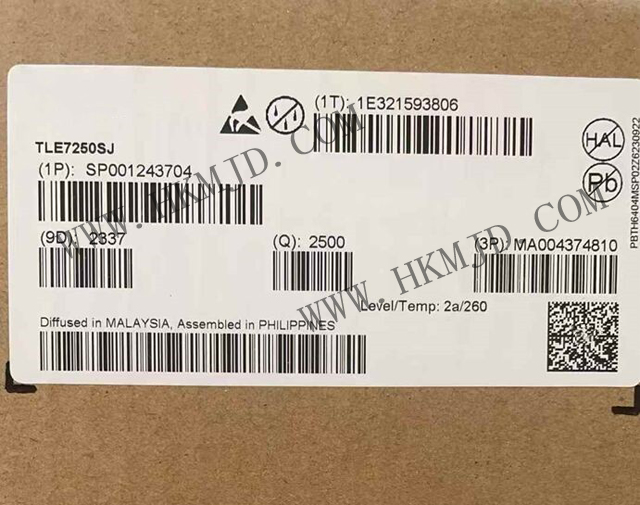 (1T): 1E321593806
TLE7250SJ
(1P): SP001243704
HAL
Pb
(9D): 2337
(Q): 2500
(3P): MA004374810
Level/Temp: 2a/260
Diffused in MALAYSIA, Assembled in PHILIPPINES
PBTH6404MSP02Z6230922
WWW.HKMJD.COM
WWW.HKMJD.COM